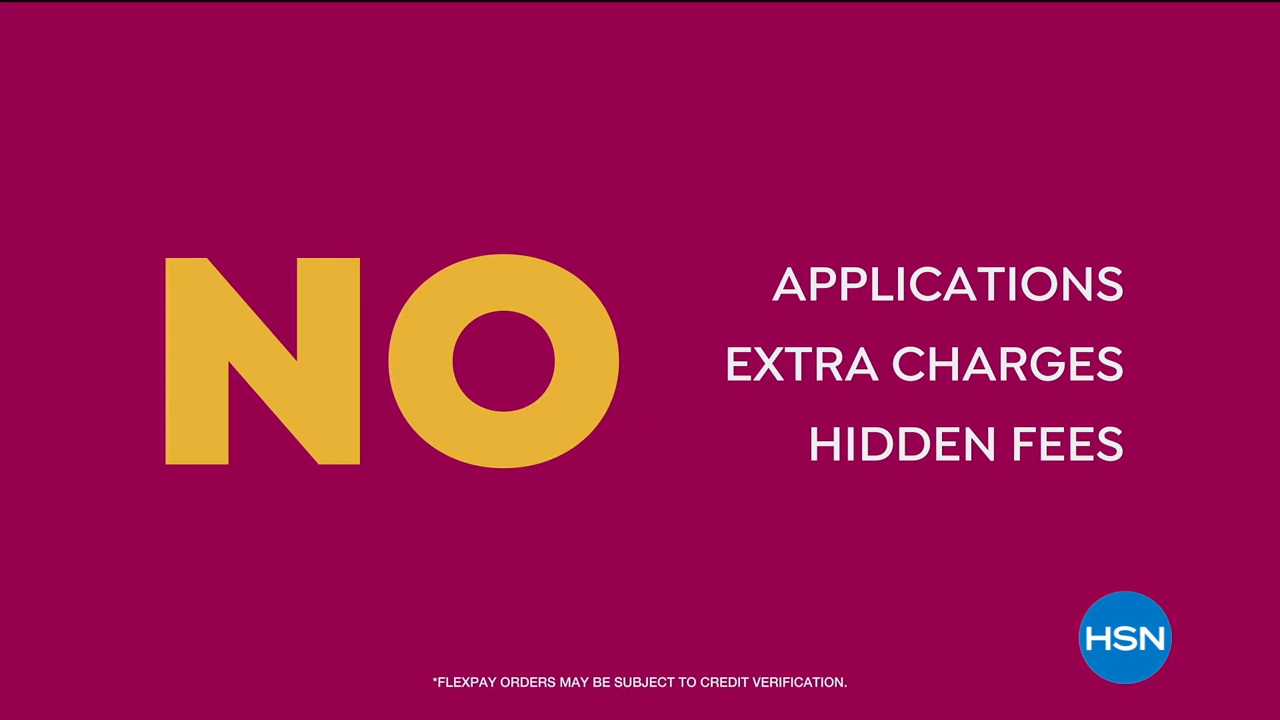 NO
APPLICATIONS
EXTRA CHARGES
HIDDEN FEES
HSN
*FLEXPAY ORDERS MAY BE SUBJECT TO CREDIT VERIFICATION.